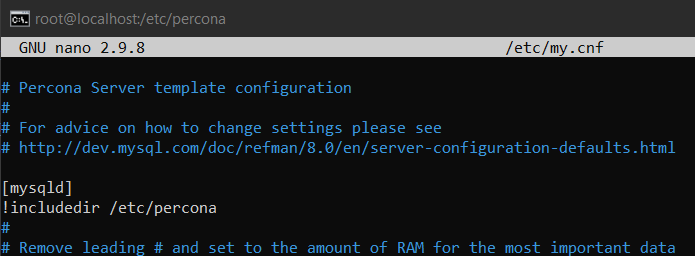 root@localhost:/etc/percona
GNU nano 2.9.8 /etc/my.cnf
# Percona Server template configuration
#
# For advice on how to change settings please see
# http://dev.mysql.com/doc/refman/8.0/en/server-configuration-defaults.html
[mysqld]
!includedir /etc/percona
#
# Remove leading # and set to the amount of RAM for the most important data